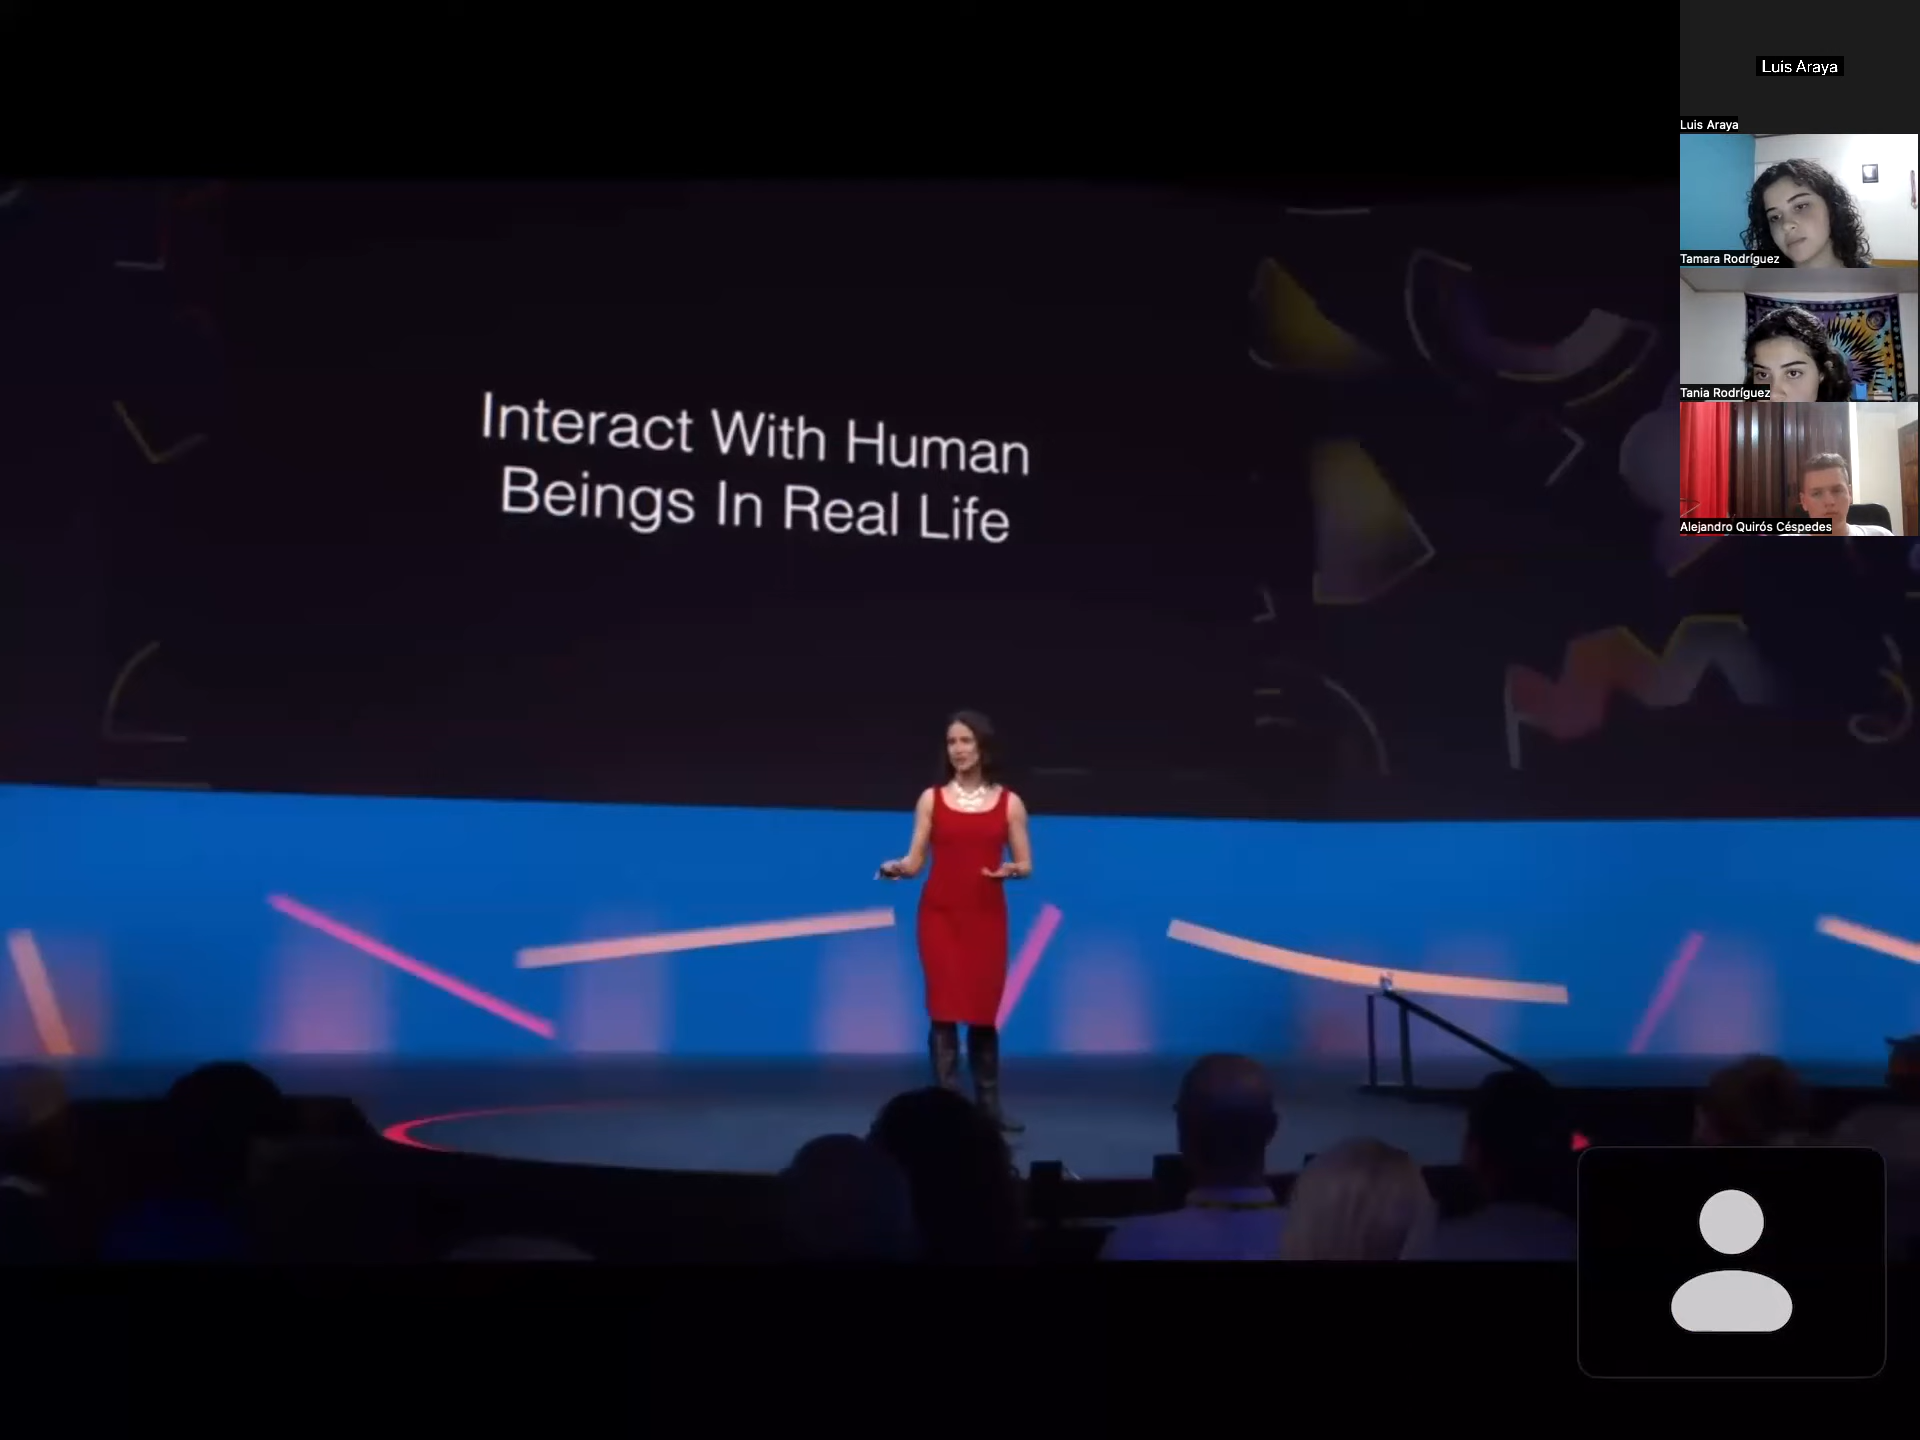 Luis Araya
Luis Araya
Tamara Rodríguez
Tania Rodríguez
Alejandro Quirós Céspedes
Interact With Human
Beings In Real Life